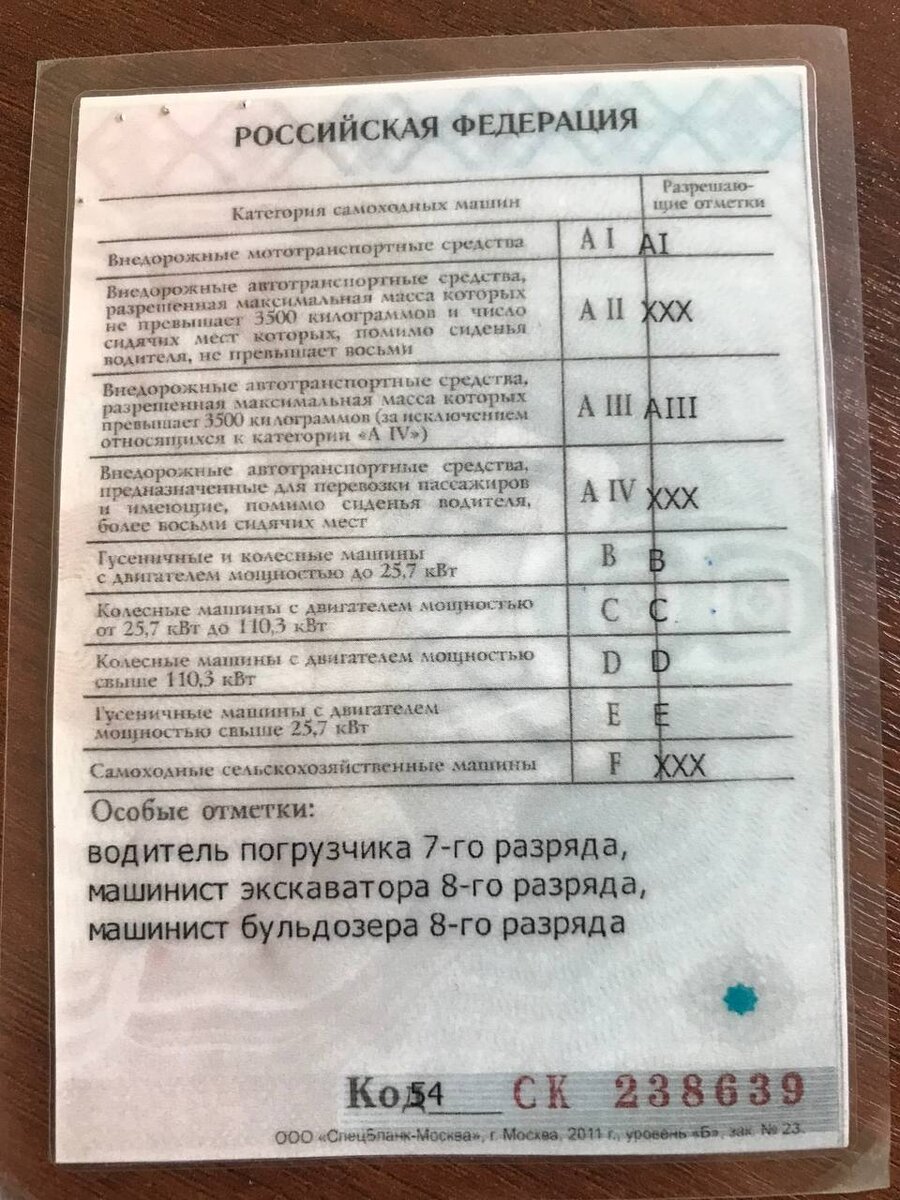 РОССИЙСКАЯ ФЕДЕРАЦИЯ
Категория самоходных машин
Разрешаю-
щие отметки
Внедорожные мототранспортные средства
А I АI
Внедорожные автотранспортные средства,
разрешенная максимальная масса которых
не превышает 3500 килограммов и число
сидячих мест которых, помимо сиденья
водителя, не превышает восьми
А II XXX
Внедорожные автотранспортные средства,
разрешенная максимальная масса которых
превышает 3500 килограммов (за исключением
относящихся к категории «А IV»)
А III АIII
Внедорожные автотранспортные средства,
предназначенные для перевозки пассажиров
и имеющие, помимо сиденья водителя,
более восьми сидячих мест
А IV XXX
Гусеничные и колесные машины
с двигателем мощностью до 25,7 кВт
B B
Колесные машины с двигателем мощностью
от 25,7 кВт до 110,3 кВт
C C
Колесные машины с двигателем мощностью
свыше 110,3 кВт
D D
Гусеничные машины с двигателем
мощностью свыше 25,7 кВт
E E
Самоходные сельскохозяйственные машины
F XXX
Особые отметки:
водитель погрузчика 7-го разряда,
машинист экскаватора 8-го разряда,
машинист бульдозера 8-го разряда
Код 54 СК 238639
ООО «СпецБланк-Москва», г. Москва, 2011 г., уровень «Б», зак. № 23.